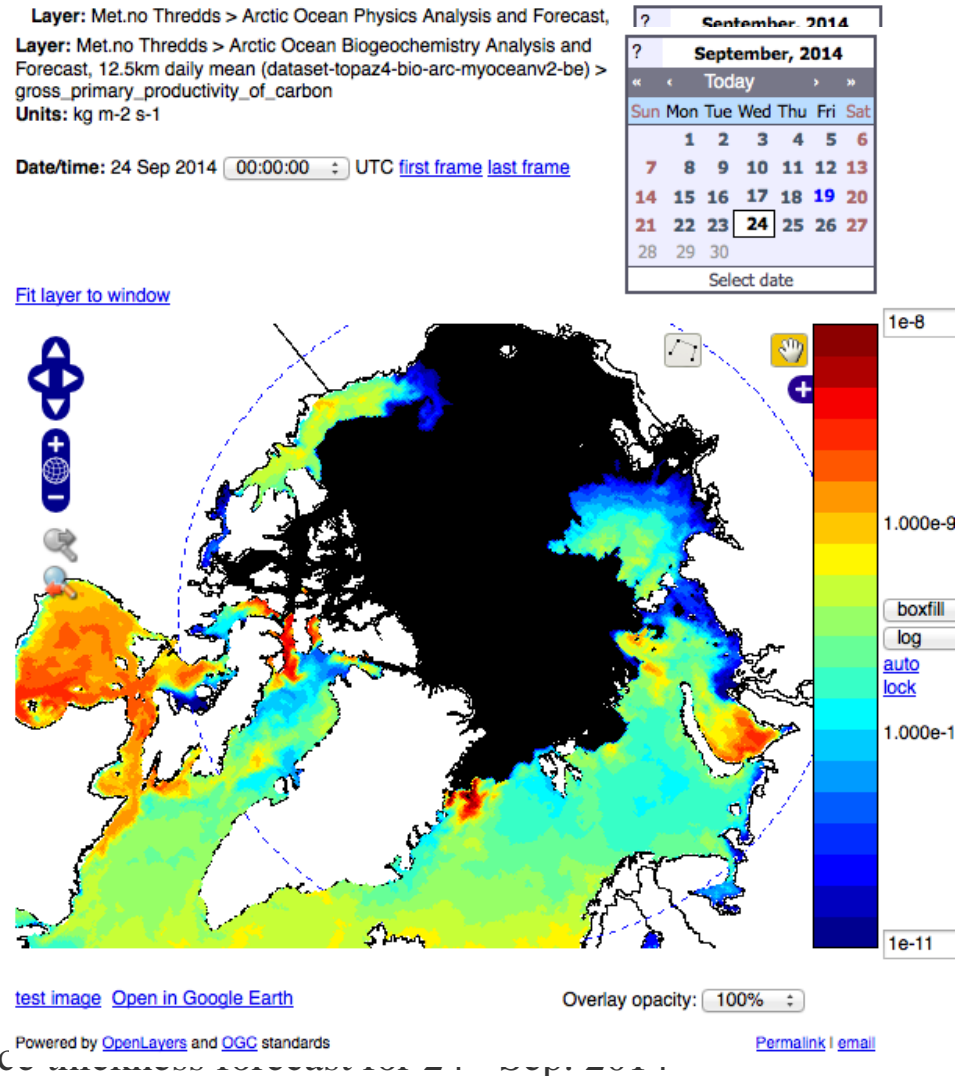 Layer: Met.no Thredds > Arctic Ocean Physics Analysis and Forecast,
? September, 2014
Layer: Met.no Thredds > Arctic Ocean Biogeochemistry Analysis and
Forecast, 12.5km daily mean (dataset-topaz4-bio-arc-myoceanv2-be) >
gross_primary_productivity_of_carbon
Units: kg m-2 s-1
Date/time: 24 Sep 2014 00:00:00 UTC first frame last frame
? September, 2014
« ‹ Today › »
Sun Mon Tue Wed Thu Fri Sat
1 2 3 4 5 6
7 8 9 10 11 12 13
14 15 16 17 18 19 20
21 22 23 24 25 26 27
28 29 30
Select date
Fit layer to window
1e-8
1.000e-9
boxfill
log
auto
lock
1.000e-1
1e-11
test image Open in Google Earth
Overlay opacity: 100%
Powered by OpenLayers and OGC standards
Permalink | email
thickness forecast for 24 Sep. 2014